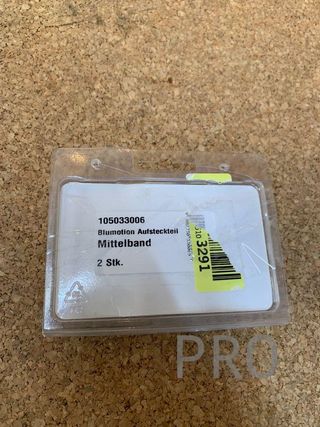 105033006
Blumotion Aufsteckteil
Mittelband
2 Stk.
3291
PRO